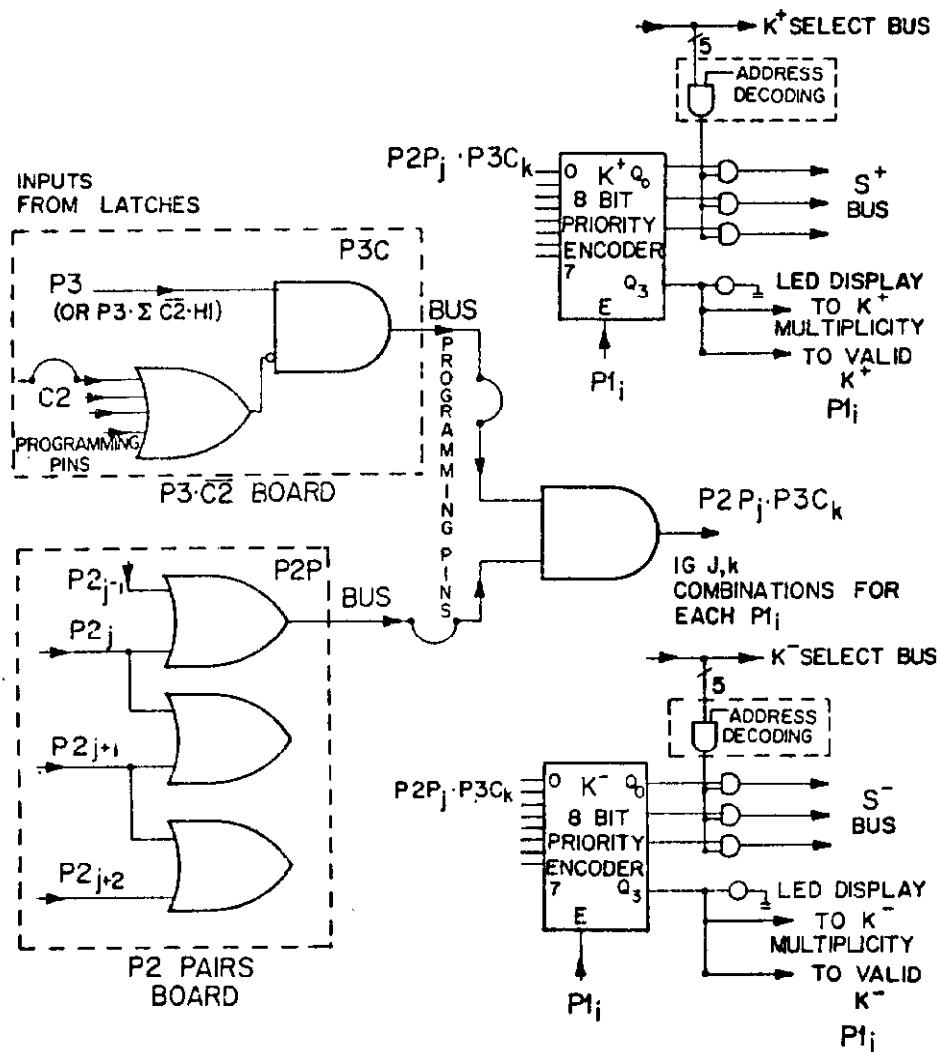 K⁺ SELECT BUS
5
ADDRESS
DECODING
P2Pⱼ · P3Cₖ
0 K⁺ Q₀
8 BIT
PRIORITY
ENCODER
7
Q₃
E
P1ᵢ
S⁺
BUS
LED DISPLAY
TO K⁺
MULTIPLICITY
TO VALID
K⁺
P1ᵢ
INPUTS
FROM LATCHES
P3C
P3
(OR P3·Σ C̅2̅·HI)
C2
PROGRAMMING
PINS
P3·C̅2̅ BOARD
BUS
PROGRAMMING PINS
P2Pⱼ·P3Cₖ
IG J,k
COMBINATIONS FOR
EACH P1ᵢ
P2P
P2ⱼ₋₁
P2ⱼ
P2ⱼ₊₁
P2ⱼ₊₂
BUS
P2 PAIRS
BOARD
K⁻ SELECT BUS
5
ADDRESS
DECODING
P2Pⱼ·P3Cₖ
0 K⁻ Q₀
8 BIT
PRIORITY
ENCODER
7
Q₃
E
P1ᵢ
S⁻
BUS
LED DISPLAY
TO K⁻
MULTIPLICITY
TO VALID
K⁻
P1ᵢ